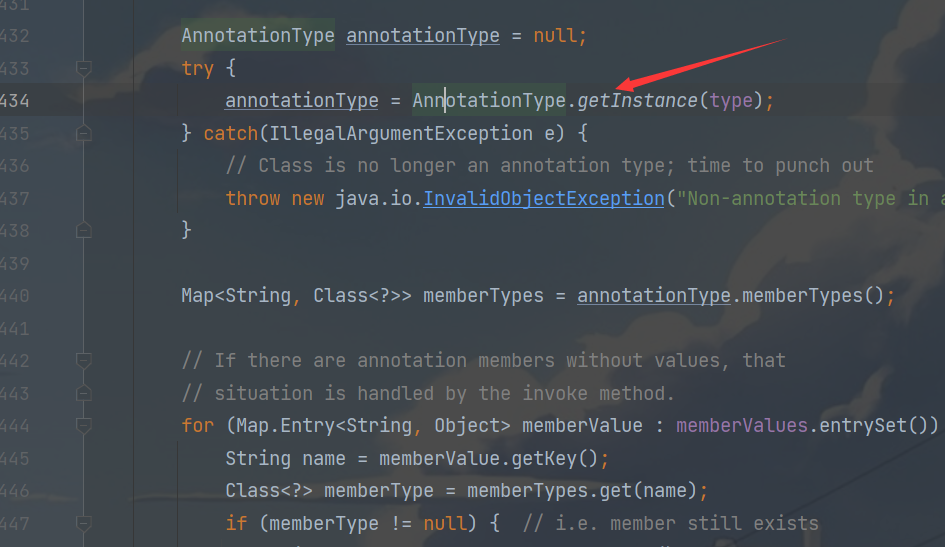 431
432 AnnotationType annotationType = null;
433 try {
434 annotationType = AnnotationType.getInstance(type);
435 } catch(IllegalArgumentException e) {
436 // Class is no longer an annotation type; time to punch out
437 throw new java.io.InvalidObjectException("Non-annotation type in a
438 }
439
440 Map<String, Class<?>> memberTypes = annotationType.memberTypes();
441
442 // If there are annotation members without values, that
443 // situation is handled by the invoke method.
444 for (Map.Entry<String, Object> memberValue : memberValues.entrySet())
445 String name = memberValue.getKey();
446 Class<?> memberType = memberTypes.get(name);
447 if (memberType != null) { // i.e. member still exists